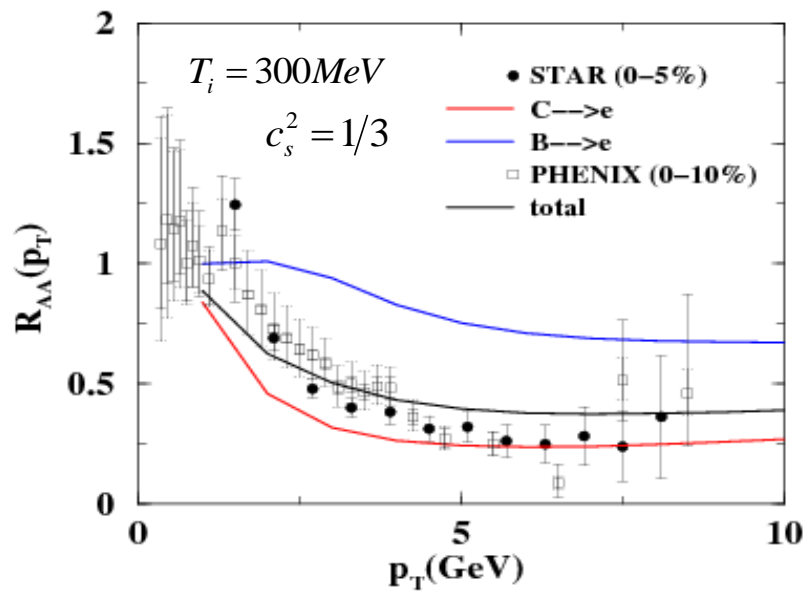 2
1.5
1
0.5
0
R_AA(p_T)
T_i = 300MeV
c_s^2 = 1/3
STAR (0−5%)
C−−>e
B−−>e
PHENIX (0−10%)
total
0 5 10
p_T(GeV)